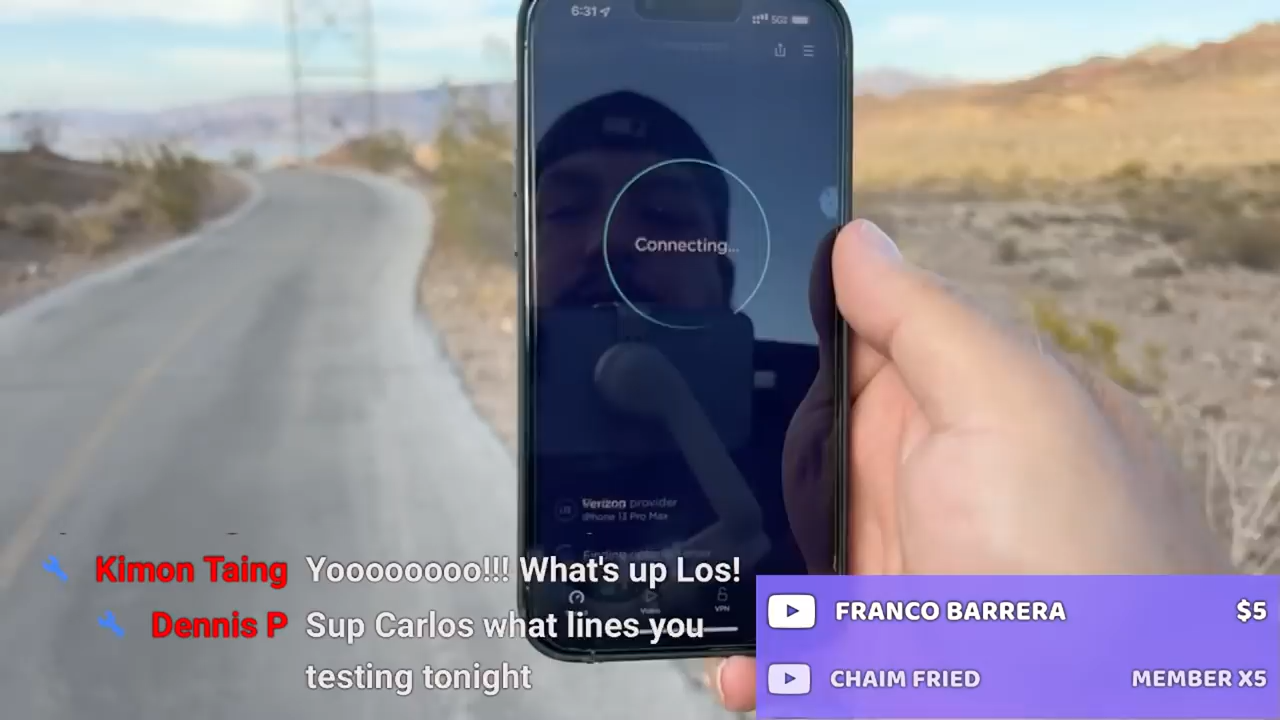 6:31
5G
Connecting...
Verizon provider
iPhone 13 Pro Max
Video
VPN
Kimon Taing Yoooooooo!!! What's up Los!
Dennis P Sup Carlos what lines you
testing tonight
FRANCO BARRERA $5
CHAIM FRIED MEMBER X5